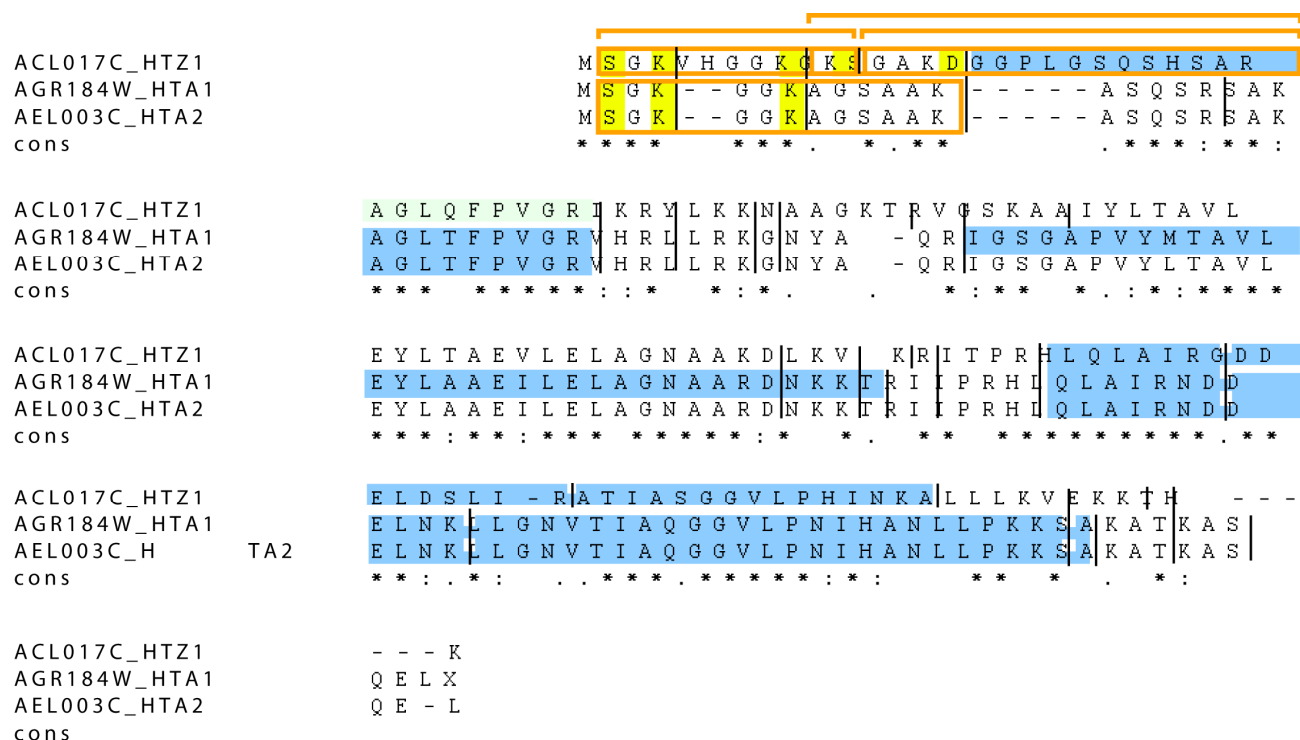 ACL017C_HTZ1 M S G K V H G G K G K S G A K D G G P L G S Q S H S A R
AGR184W_HTA1 M S G K - - G G K A G S A A K - - - - - A S Q S R S A K
AEL003C_HTA2 M S G K - - G G K A G S A A K - - - - - A S Q S R S A K
cons * * * * * * * . * . * * . * * * : * * :
ACL017C_HTZ1 A G L Q F P V G R I K R Y L K K N A A G K T R V G S K A A I Y L T A V L
AGR184W_HTA1 A G L T F P V G R V H R L L R K G N Y A - Q R I G S G A P V Y M T A V L
AEL003C_HTA2 A G L T F P V G R V H R L L R K G N Y A - Q R I G S G A P V Y L T A V L
cons * * * * * * * * : : * * : * . . * : * * * . : * : * * * *
ACL017C_HTZ1 E Y L T A E V L E L A G N A A K D L K V K R I T P R H L Q L A I R G D D
AGR184W_HTA1 E Y L A A E I L E L A G N A A R D N K K T R I I P R H L Q L A I R N D D
AEL003C_HTA2 E Y L A A E I L E L A G N A A R D N K K T R I I P R H L Q L A I R N D D
cons * * * : * * : * * * * * * * * : * * . * * * * * * * * * * * . * *
ACL017C_HTZ1 E L D S L I - R A T I A S G G V L P H I N K A L L L K V E K K T H - - -
AGR184W_HTA1 E L N K L L G N V T I A Q G G V L P N I H A N L L P K K S A K A T K A S
AEL003C_H TA2 E L N K L L G N V T I A Q G G V L P N I H A N L L P K K S A K A T K A S
cons * * : . * : . . * * * . * * * * * : * : * * * . * :
ACL017C_HTZ1 - - - K
AGR184W_HTA1 Q E L X
AEL003C_HTA2 Q E - L
cons